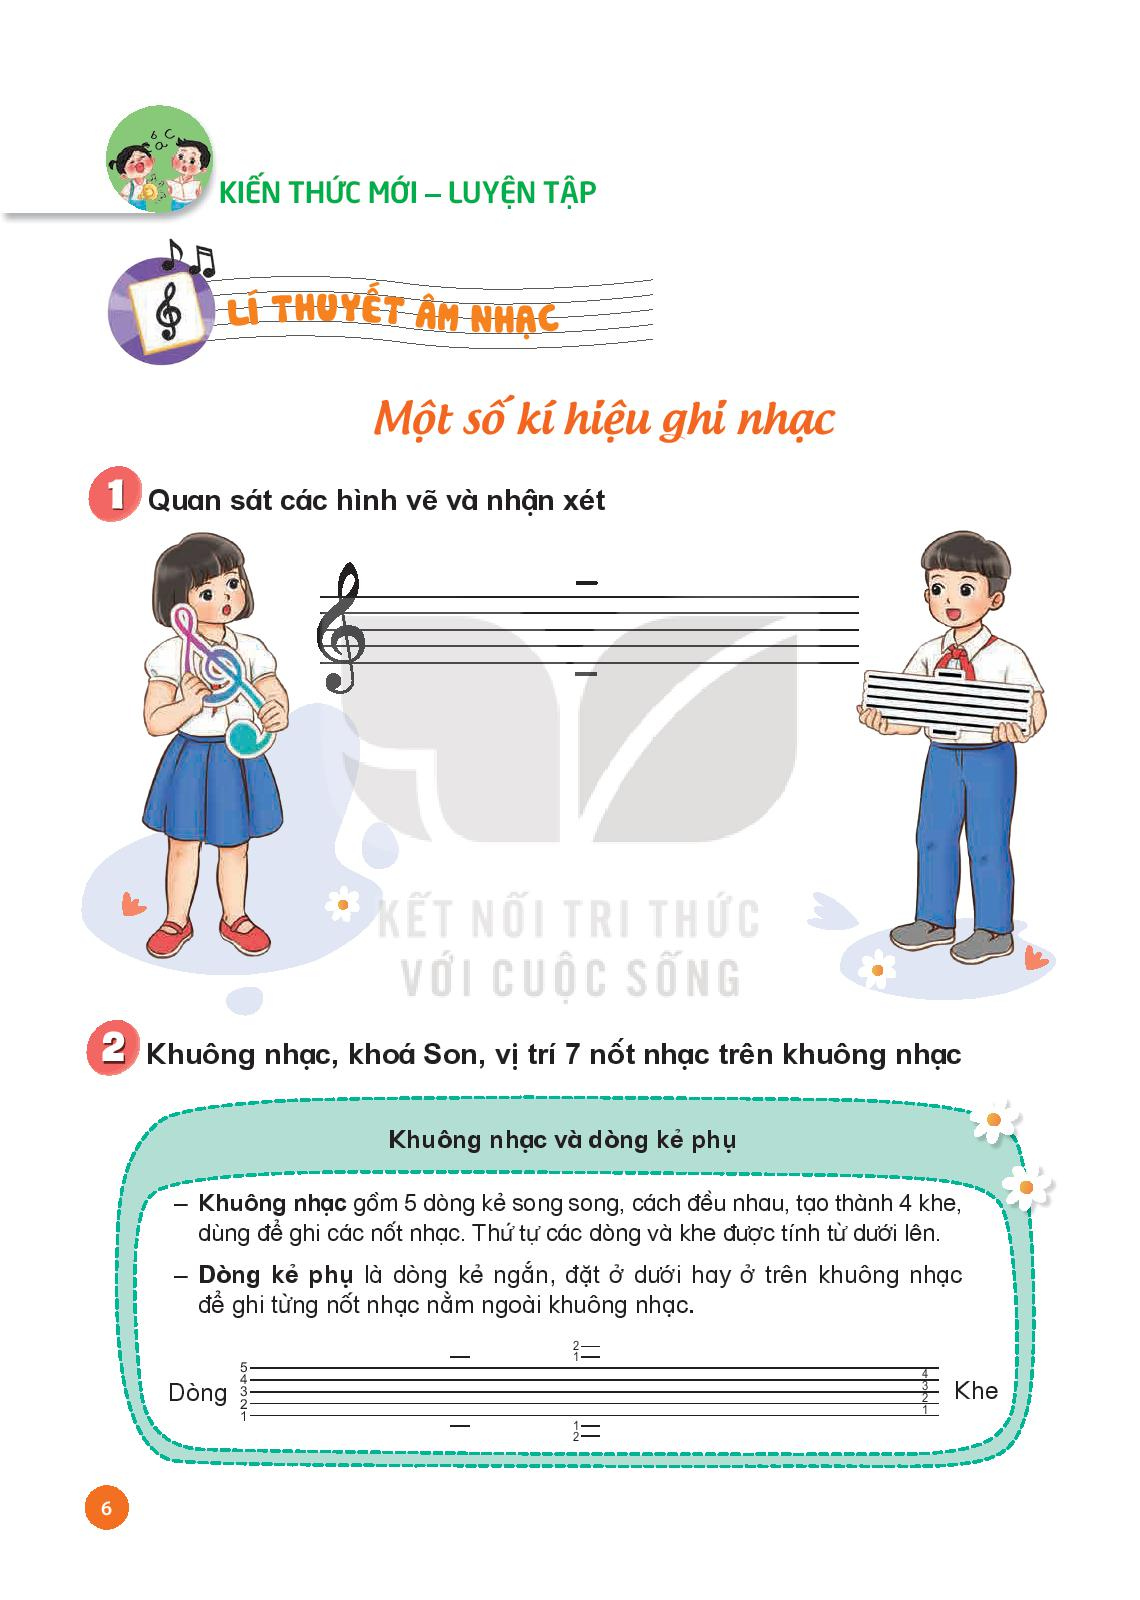 KIẾN THỨC MỚI – LUYỆN TẬP
LÍ THUYẾT ÂM NHẠC
Một số kí hiệu ghi nhạc
1 Quan sát các hình vẽ và nhận xét
KẾT NỐI TRI THỨC
VỚI CUỘC SỐNG
2 Khuông nhạc, khoá Son, vị trí 7 nốt nhạc trên khuông nhạc
Khuông nhạc và dòng kẻ phụ
– Khuông nhạc gồm 5 dòng kẻ song song, cách đều nhau, tạo thành 4 khe,
dùng để ghi các nốt nhạc. Thứ tự các dòng và khe được tính từ dưới lên.
– Dòng kẻ phụ là dòng kẻ ngắn, đặt ở dưới hay ở trên khuông nhạc
để ghi từng nốt nhạc nằm ngoài khuông nhạc.
2
1
5
4
3
2
1
Dòng
4
3
2
1
Khe
1
2
6